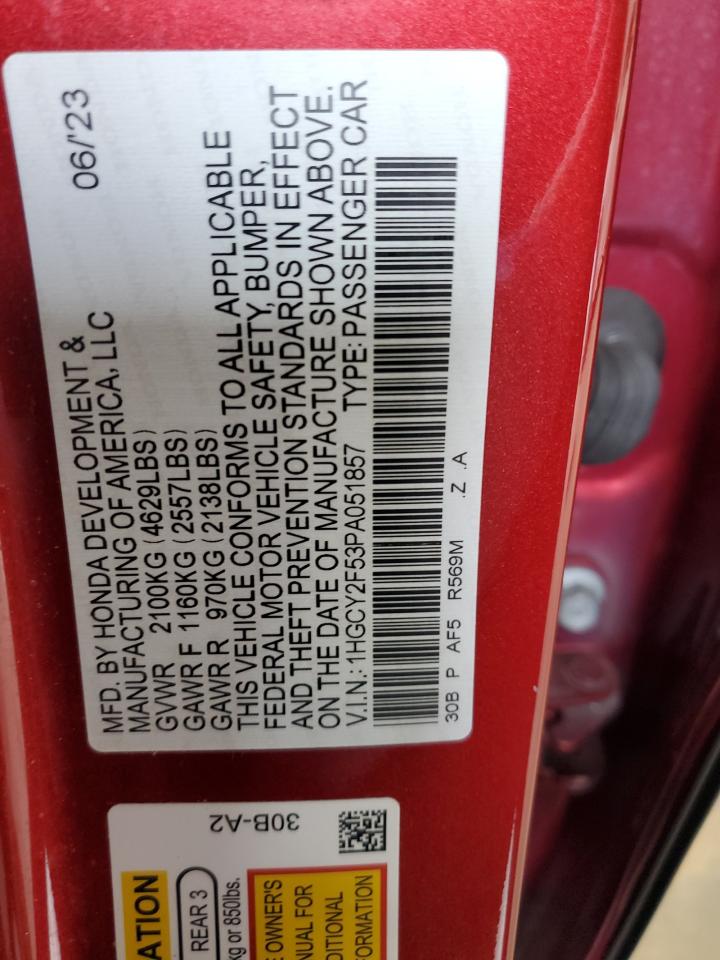 MFD. BY HONDA DEVELOPMENT & 06/'23
MANUFACTURING OF AMERICA, LLC
GVWR 2100KG (4629LBS)
GAWR F 1160KG (2557LBS)
GAWR R 970KG (2138LBS)
THIS VEHICLE CONFORMS TO ALL APPLICABLE
FEDERAL MOTOR VEHICLE SAFETY, BUMPER,
AND THEFT PREVENTION STANDARDS IN EFFECT
ON THE DATE OF MANUFACTURE SHOWN ABOVE.
V.I.N.: 1HGCY2F53PA051857 TYPE: PASSENGER CAR
30B P AF5 R569M .Z .A
30B-A2
ATION
REAR 3
kg or 850lbs.
E OWNER'S
NUAL FOR
DITIONAL
FORMATION